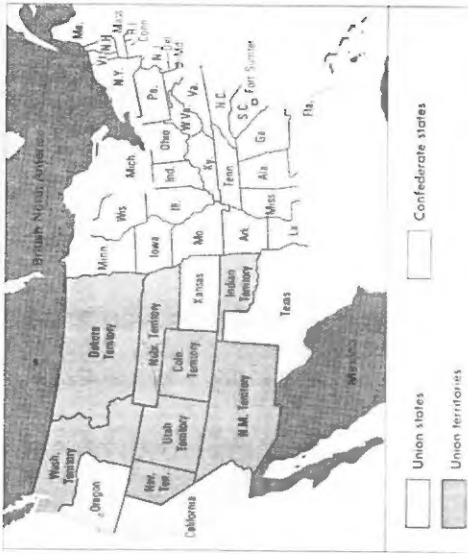 British North America
Wash. Territory
Oregon
California
Nev. Terr.
Utah Territory
Dakota Territory
Nebr. Territory
Colo. Territory
N.M. Territory
Kansas
Indian Territory
Texas
Mexico
Minn
Iowa
Mo
Ark
La
Wis
Ill
Mich
Ind.
Ohio
Ky
Tenn
Miss
Ala
Ga
Fla.
S.C.
Fort Sumter
N.C.
Va.
W.Va.
Pa.
N.Y.
Vt
N.H.
Me.
Mass
R.I.
Conn
N.J.
Del
Md
Union states
Confederate states
Union territories